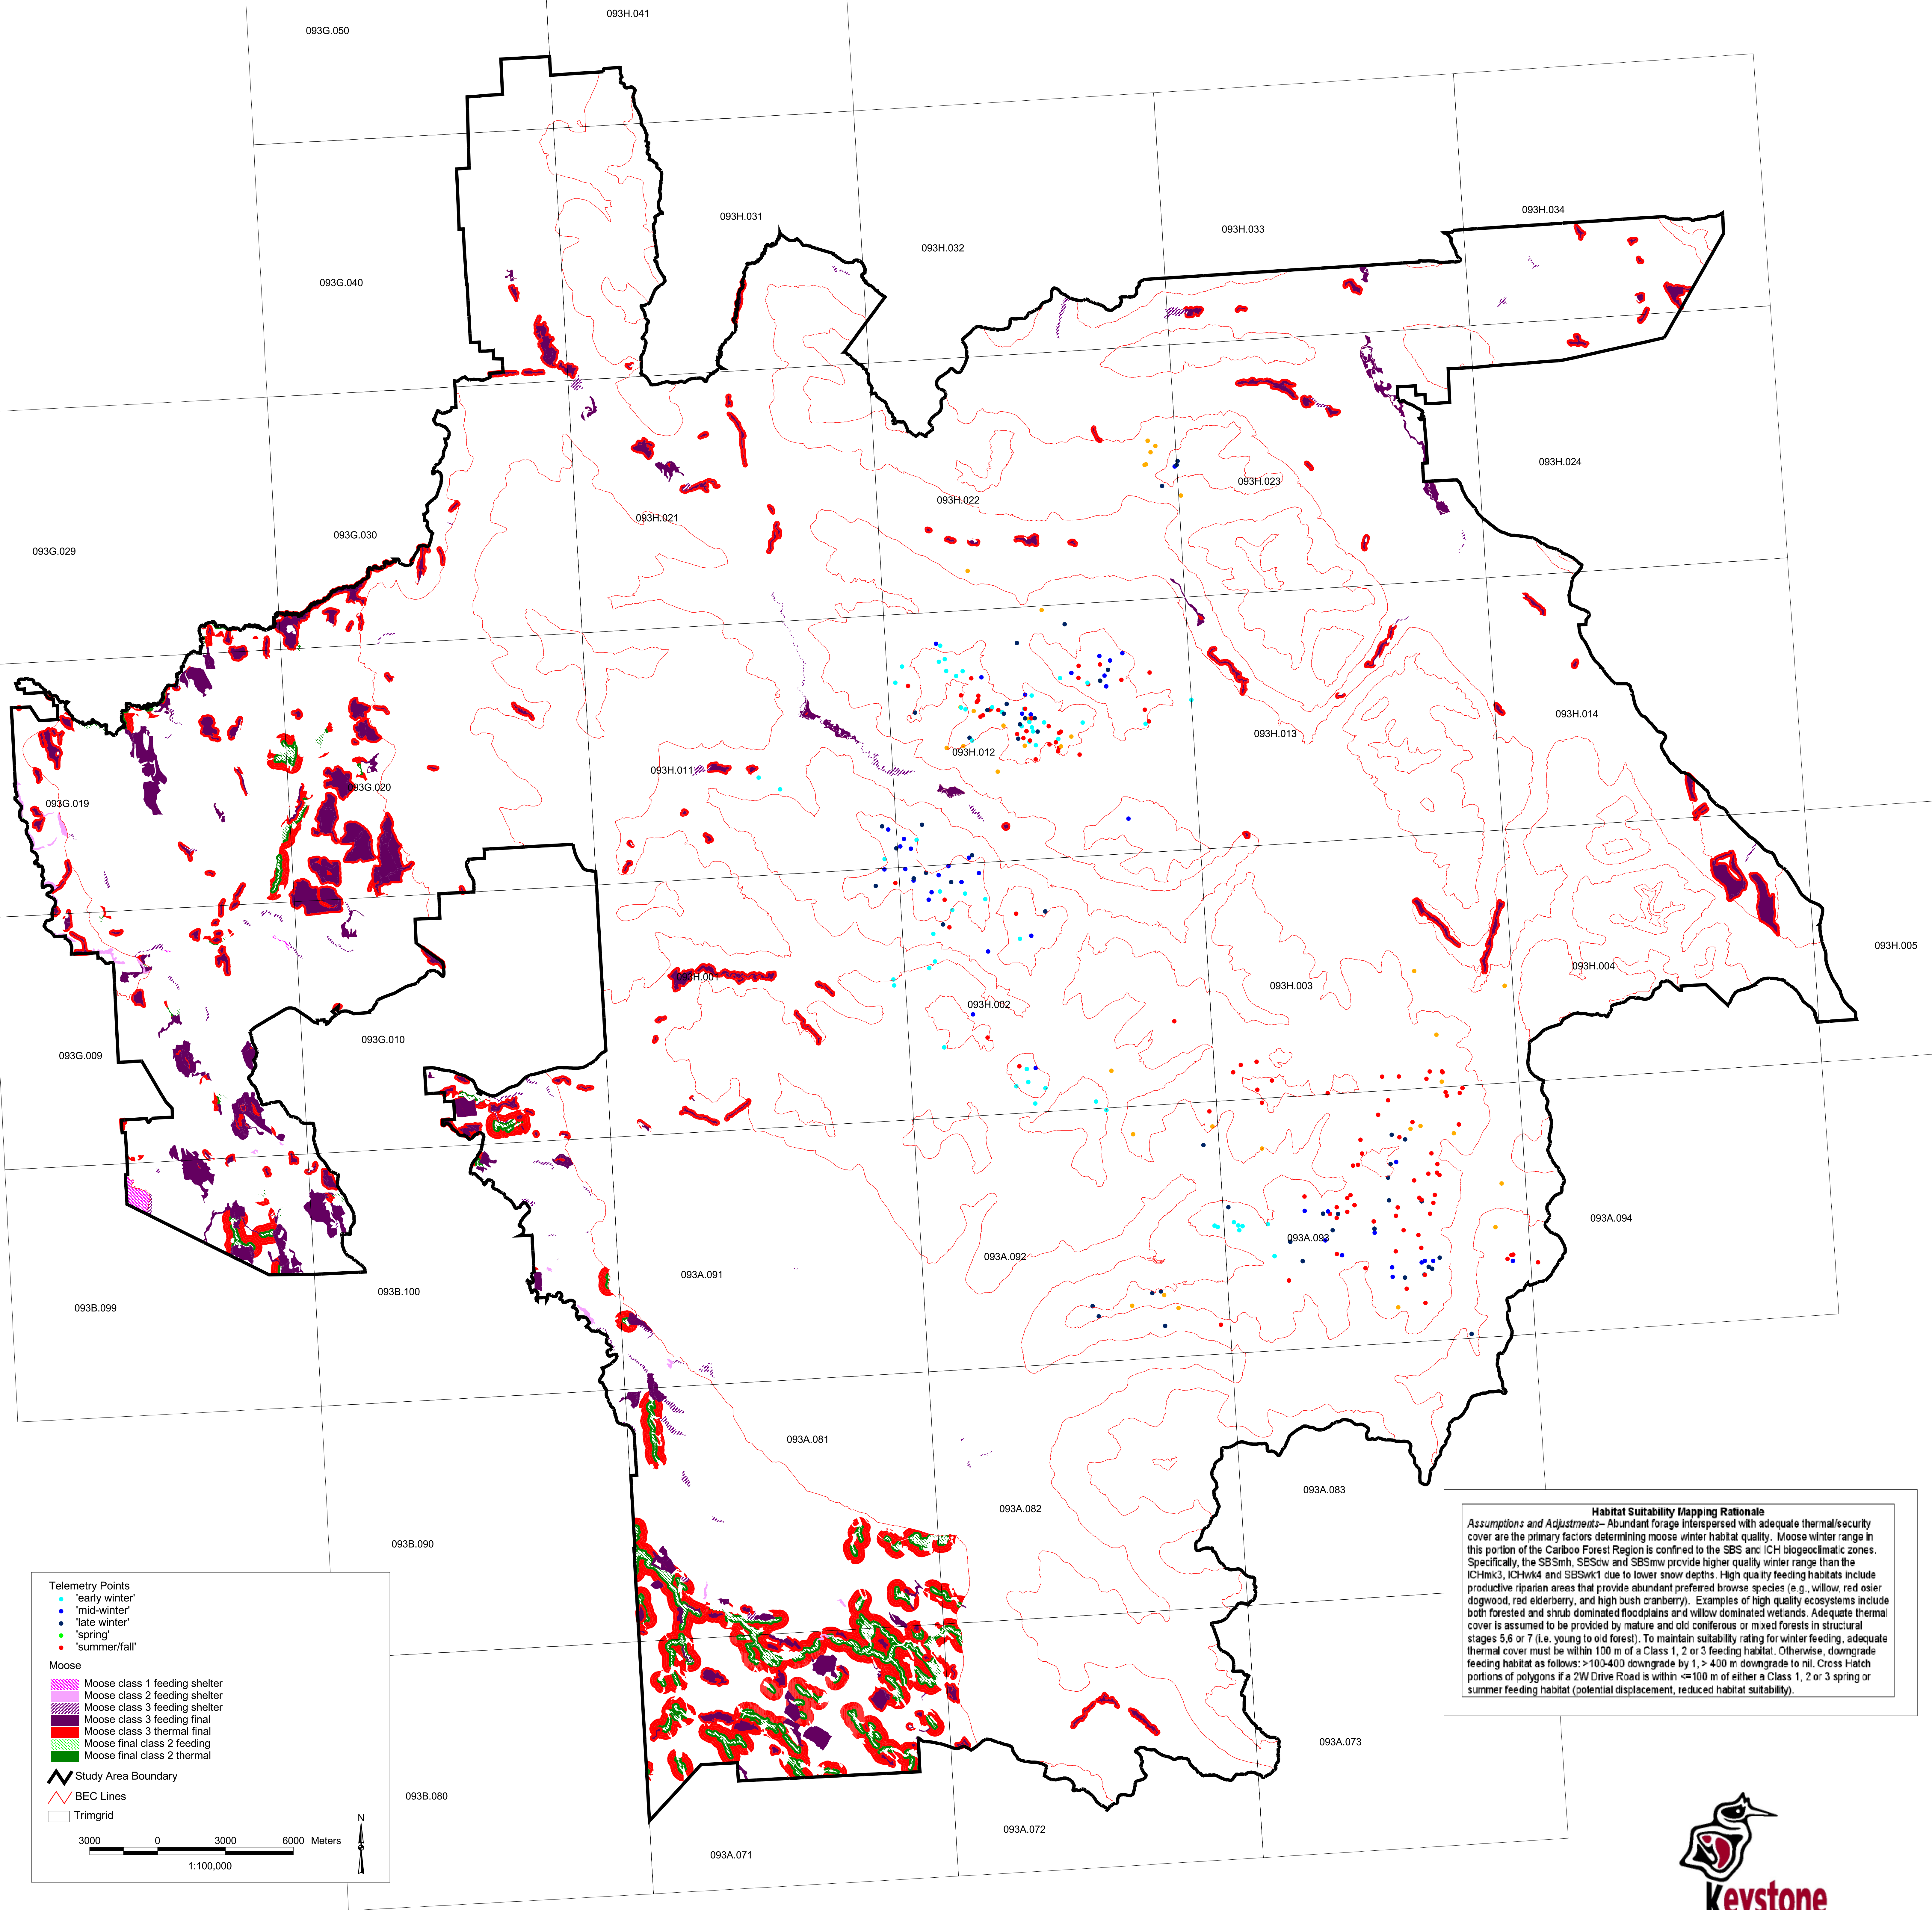 093H.041
093G.050
093H.034
093H.031
093H.033
093H.032
093G.040
093H.024
093H.023
093H.022
093H.021
093G.030
093G.029
093H.014
093H.013
093H.012
093H.011
093G.020
093G.019
093H.005
093H.004
093H.001
093H.003
093H.002
093G.010
093G.009
093A.094
093A.093
093A.092
093A.091
093B.100
093B.099
093A.081
093A.083
093A.082
093B.090
093A.073
093B.080
093A.072
093A.071
Habitat Suitability Mapping Rationale
Assumptions and Adjustments– Abundant forage interspersed with adequate thermal/security
cover are the primary factors determining moose winter habitat quality. Moose winter range in
this portion of the Cariboo Forest Region is confined to the SBS and ICH biogeoclimatic zones.
Specifically, the SBSmh, SBSdw and SBSmw provide higher quality winter range than the
ICHmk3, ICHwk4 and SBSwk1 due to lower snow depths. High quality feeding habitats include
productive riparian areas that provide abundant preferred browse species (e.g., willow, red osier
dogwood, red elderberry, and high bush cranberry). Examples of high quality ecosystems include
both forested and shrub dominated floodplains and willow dominated wetlands. Adequate thermal
cover is assumed to be provided by mature and old coniferous or mixed forests in structural
stages 5,6 or 7 (i.e. young to old forest). To maintain suitability rating for winter feeding, adequate
thermal cover must be within 100 m of a Class 1, 2 or 3 feeding habitat. Otherwise, downgrade
feeding habitat as follows: >100-400 downgrade by 1, > 400 m downgrade to nil. Cross Hatch
portions of polygons if a 2W Drive Road is within <=100 m of either a Class 1, 2 or 3 spring or
summer feeding habitat (potential displacement, reduced habitat suitability).
Telemetry Points
'early winter'
'mid-winter'
'late winter'
'spring'
'summer/fall'
Moose
Moose class 1 feeding shelter
Moose class 2 feeding shelter
Moose class 3 feeding shelter
Moose class 3 feeding final
Moose class 3 thermal final
Moose final class 2 feeding
Moose final class 2 thermal
Study Area Boundary
BEC Lines
Trimgrid
N
3000 0 3000 6000 Meters
1:100,000
Keystone